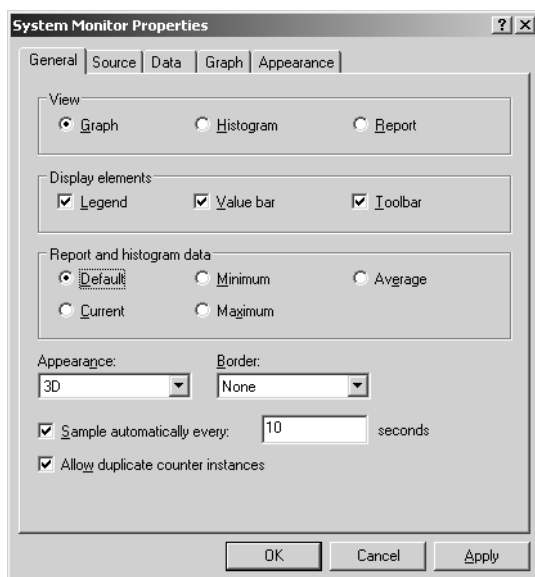 System Monitor Properties
General Source Data Graph Appearance
View
Graph Histogram Report
Display elements
Legend Value bar Toolbar
Report and histogram data
Default Minimum Average
Current Maximum
Appearance: Border:
3D None
Sample automatically every: 10 seconds
Allow duplicate counter instances
OK Cancel Apply